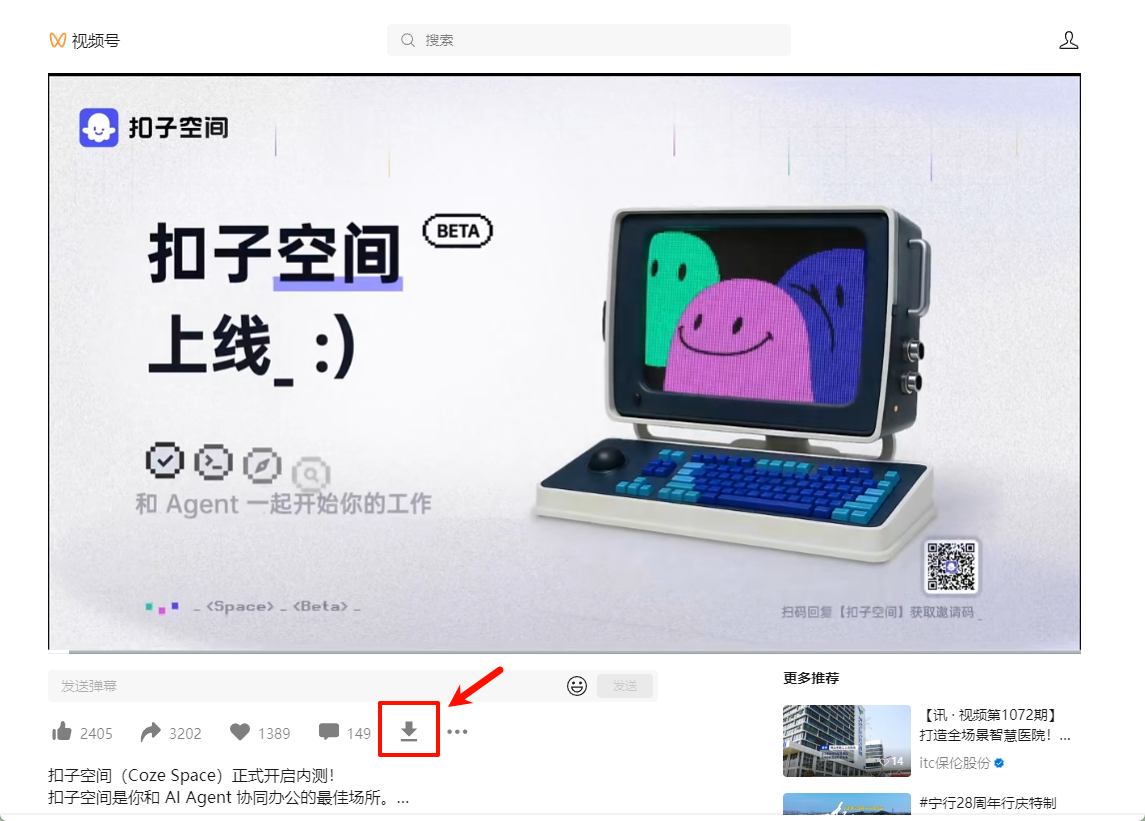 视频号
搜索
扣子空间
扣子空间
BETA
上线_ :)
和 Agent 一起开始你的工作
_ <Space> _ <Beta> _
扫码回复【扣子空间】获取邀请码 _
发送弹幕
发送
更多推荐
2405
3202
1389
149
【讯 · 视频第1072期】
打造全场景智慧医院！...
14
itc保伦股份
扣子空间（Coze Space）正式开启内测！
扣子空间是你和 AI Agent 协同办公的最佳场所。...
#宁行28周年行庆特制